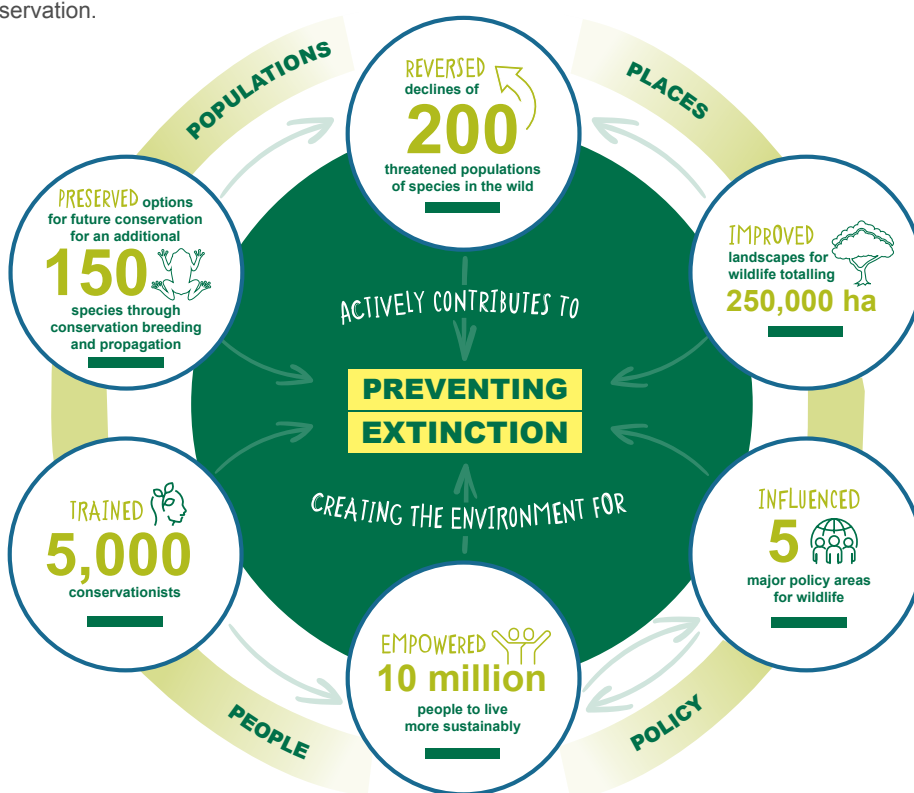 servation.
POPULATIONS
PLACES
REVERSED
declines of
200
threatened populations
of species in the wild
PRESERVED options
for future conservation
for an additional
150
species through
conservation breeding
and propagation
IMPROVED
landscapes for
wildlife totalling
250,000 ha
ACTIVELY CONTRIBUTES TO
PREVENTING
EXTINCTION
CREATING THE ENVIRONMENT FOR
TRAINED
5,000
conservationists
INFLUENCED
5
major policy areas
for wildlife
EMPOWERED
10 million
people to live
more sustainably
PEOPLE
POLICY